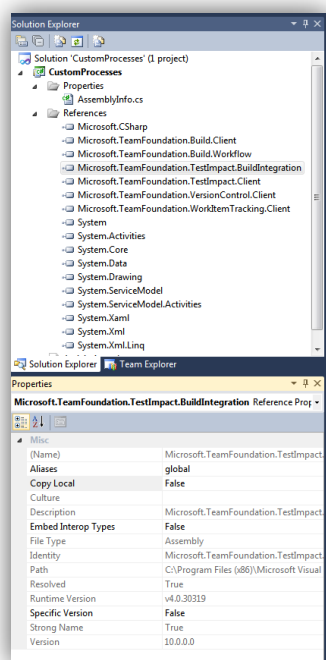 Solution Explorer
Solution 'CustomProcesses' (1 project)
CustomProcesses
Properties
AssemblyInfo.cs
References
Microsoft.CSharp
Microsoft.TeamFoundation.Build.Client
Microsoft.TeamFoundation.Build.Workflow
Microsoft.TeamFoundation.TestImpact.BuildIntegration
Microsoft.TeamFoundation.TestImpact.Client
Microsoft.TeamFoundation.VersionControl.Client
Microsoft.TeamFoundation.WorkItemTracking.Client
System
System.Activities
System.Core
System.Data
System.Drawing
System.ServiceModel
System.ServiceModel.Activities
System.Xaml
System.Xml
System.Xml.Linq
Solution Explorer Team Explorer
Properties
Microsoft.TeamFoundation.TestImpact.BuildIntegration Reference Prop
Misc
(Name) Microsoft.TeamFoundation.TestImpact.
Aliases global
Copy Local False
Culture
Description Microsoft.TeamFoundation.TestImpact.
Embed Interop Types False
File Type Assembly
Identity Microsoft.TeamFoundation.TestImpact.
Path C:\Program Files (x86)\Microsoft Visual
Resolved True
Runtime Version v4.0.30319
Specific Version False
Strong Name True
Version 10.0.0.0